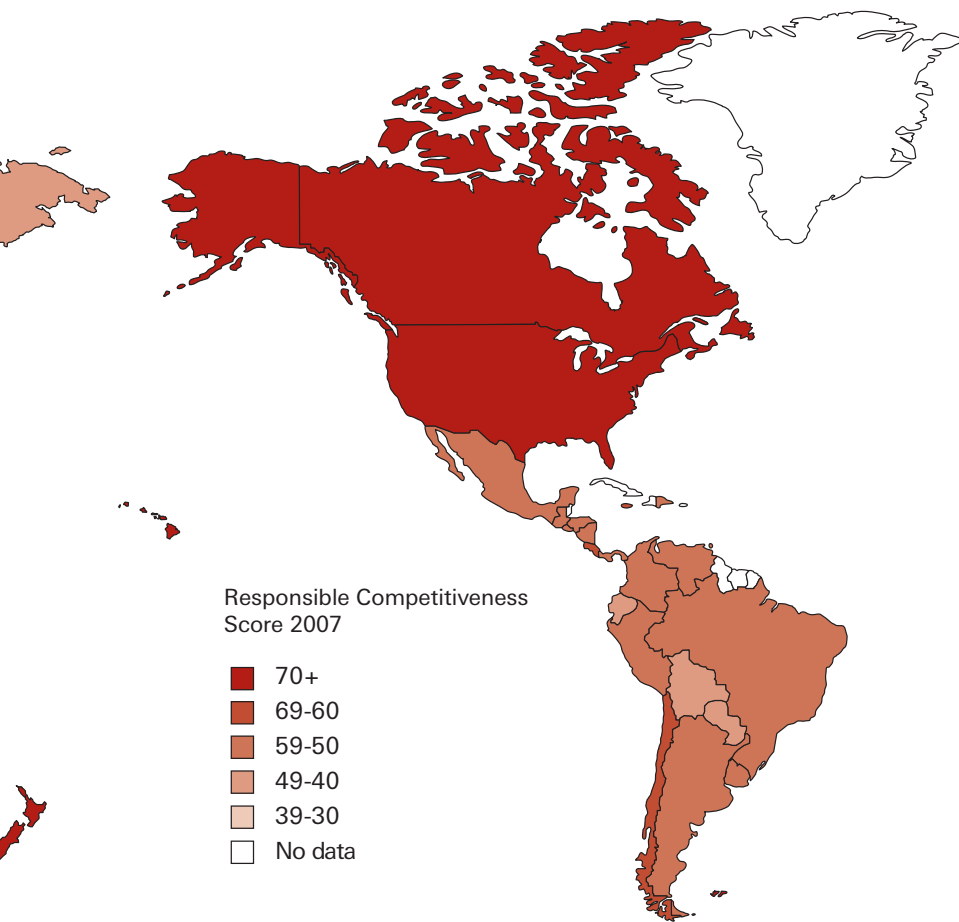 Responsible Competitiveness
Score 2007
70+
69-60
59-50
49-40
39-30
No data